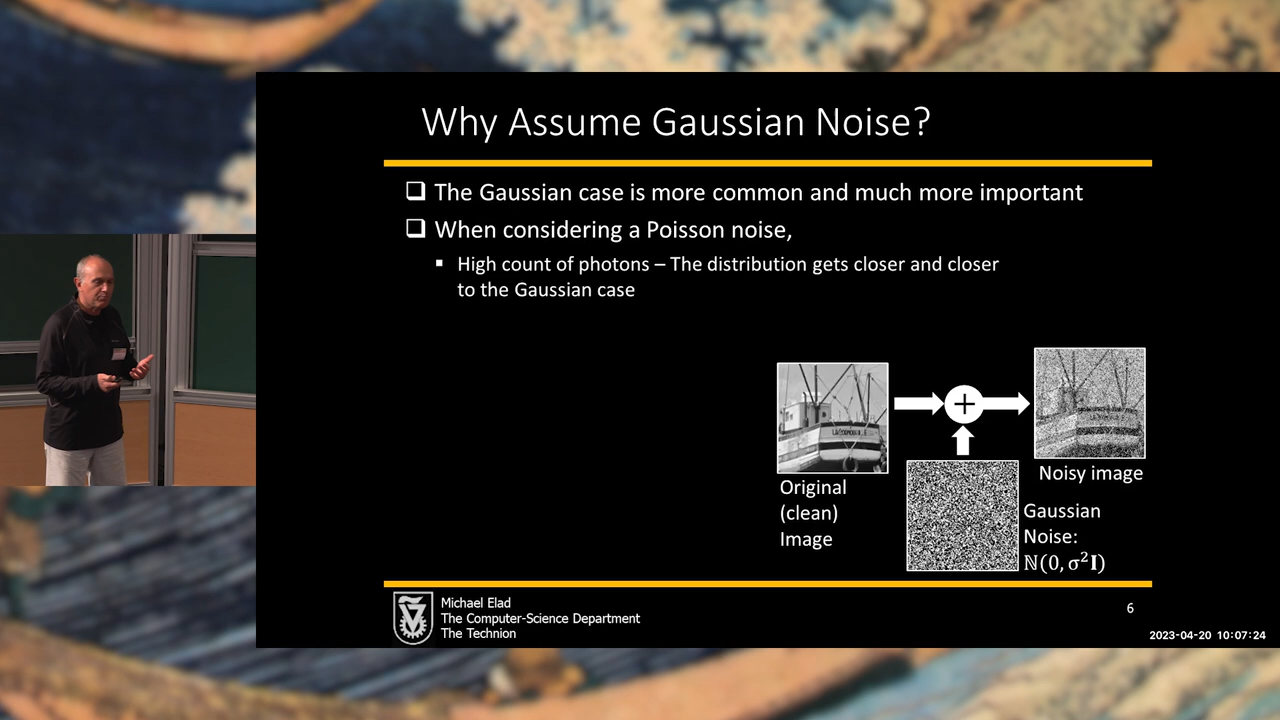 Why Assume Gaussian Noise?
The Gaussian case is more common and much more important
When considering a Poisson noise,
High count of photons – The distribution gets closer and closer
to the Gaussian case
Original
(clean)
Image
Noisy image
Gaussian
Noise:
ℕ(0, σ²I)
Michael Elad
The Computer-Science Department
The Technion
6
2023-04-20 10:07:24